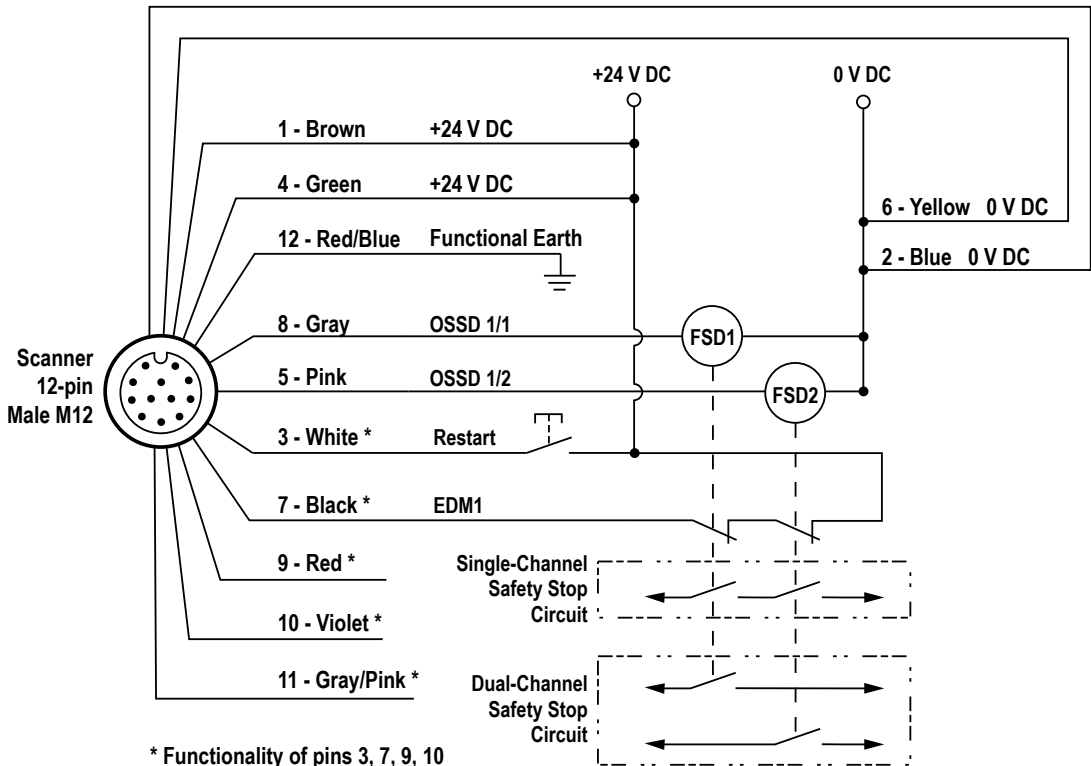 +24 V DC
0 V DC
1 - Brown +24 V DC
4 - Green +24 V DC
6 - Yellow 0 V DC
12 - Red/Blue Functional Earth
2 - Blue 0 V DC
8 - Gray OSSD 1/1
FSD1
Scanner
12-pin
Male M12
5 - Pink OSSD 1/2
FSD2
3 - White * Restart
7 - Black * EDM1
9 - Red *
Single-Channel
Safety Stop
Circuit
10 - Violet *
11 - Gray/Pink *
Dual-Channel
Safety Stop
Circuit
* Functionality of pins 3, 7, 9, 10